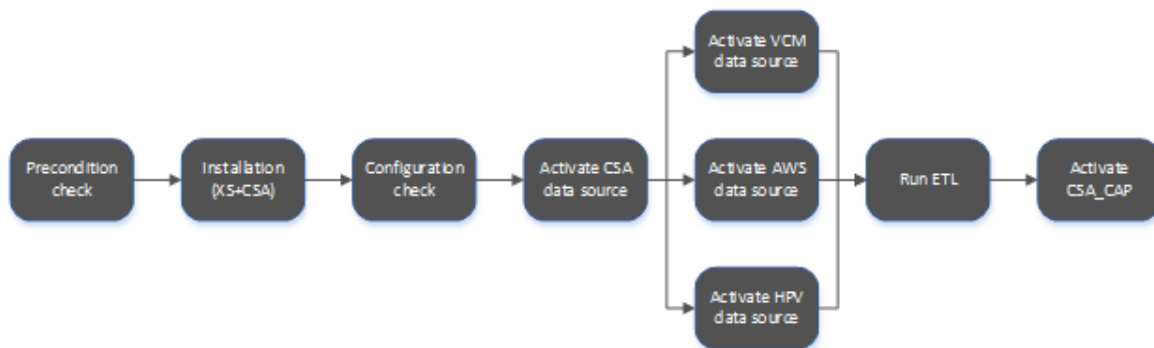 Precondition
check
Installation
(XS+CSA)
Configuration
check
Activate CSA
data source
Activate VCM
data source
Activate AWS
data source
Activate HPV
data source
Run ETL
Activate
CSA_CAP